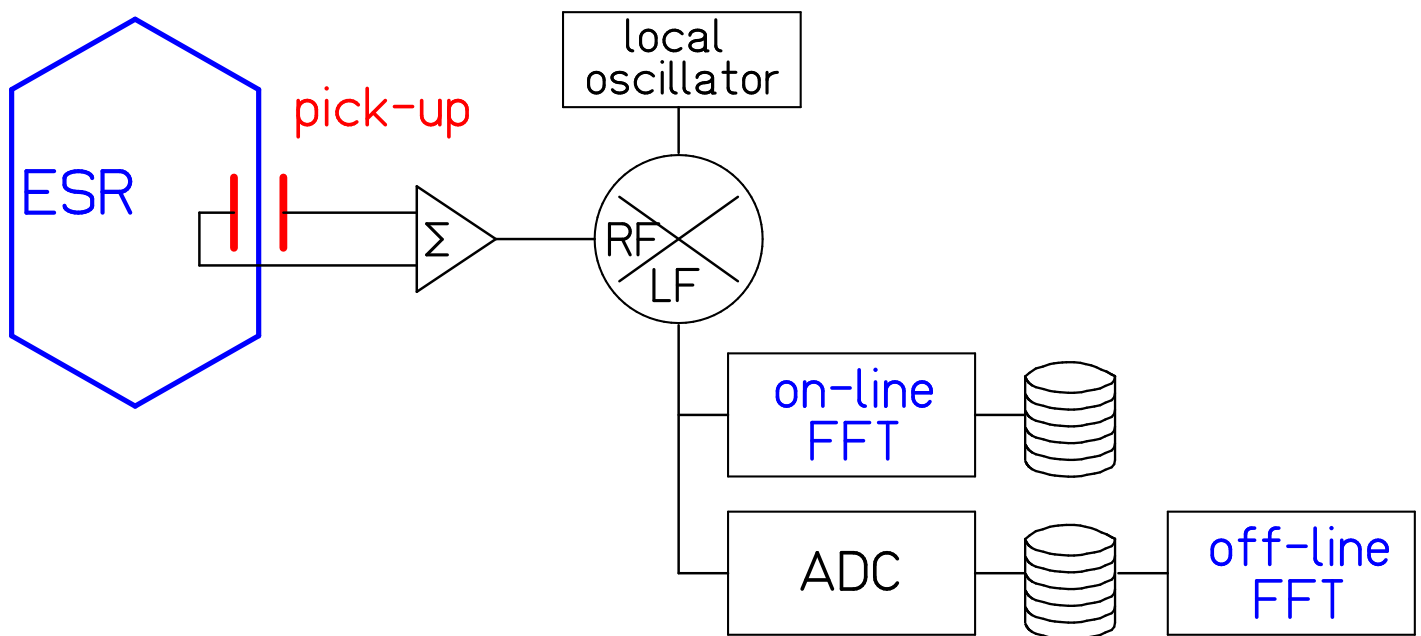 local
oscillator
pick-up
ESR
Σ
RF
LF
on-line
FFT
ADC
off-line
FFT